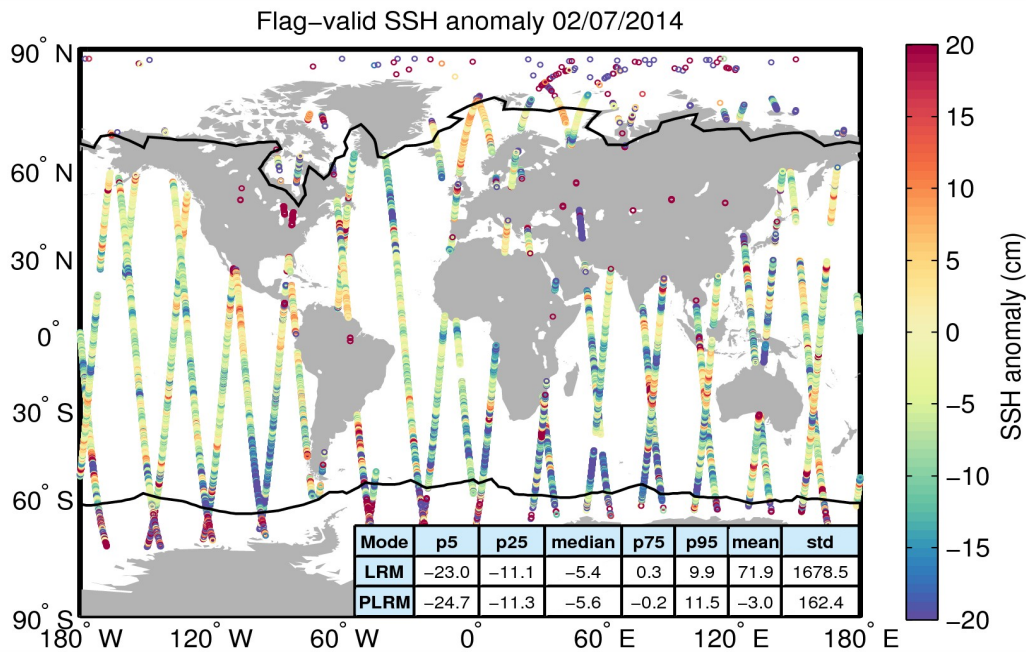 Flag−valid SSH anomaly 02/07/2014
90° N
60° N
30° N
0°
30° S
60° S
90° S
180° W
120° W
60° W
0°
60° E
120° E
180° E
Mode p5 p25 median p75 p95 mean std
LRM −23.0 −11.1 −5.4 0.3 9.9 71.9 1678.5
PLRM −24.7 −11.3 −5.6 −0.2 11.5 −3.0 162.4
20
15
10
5
0
−5
−10
−15
−20
SSH anomaly (cm)